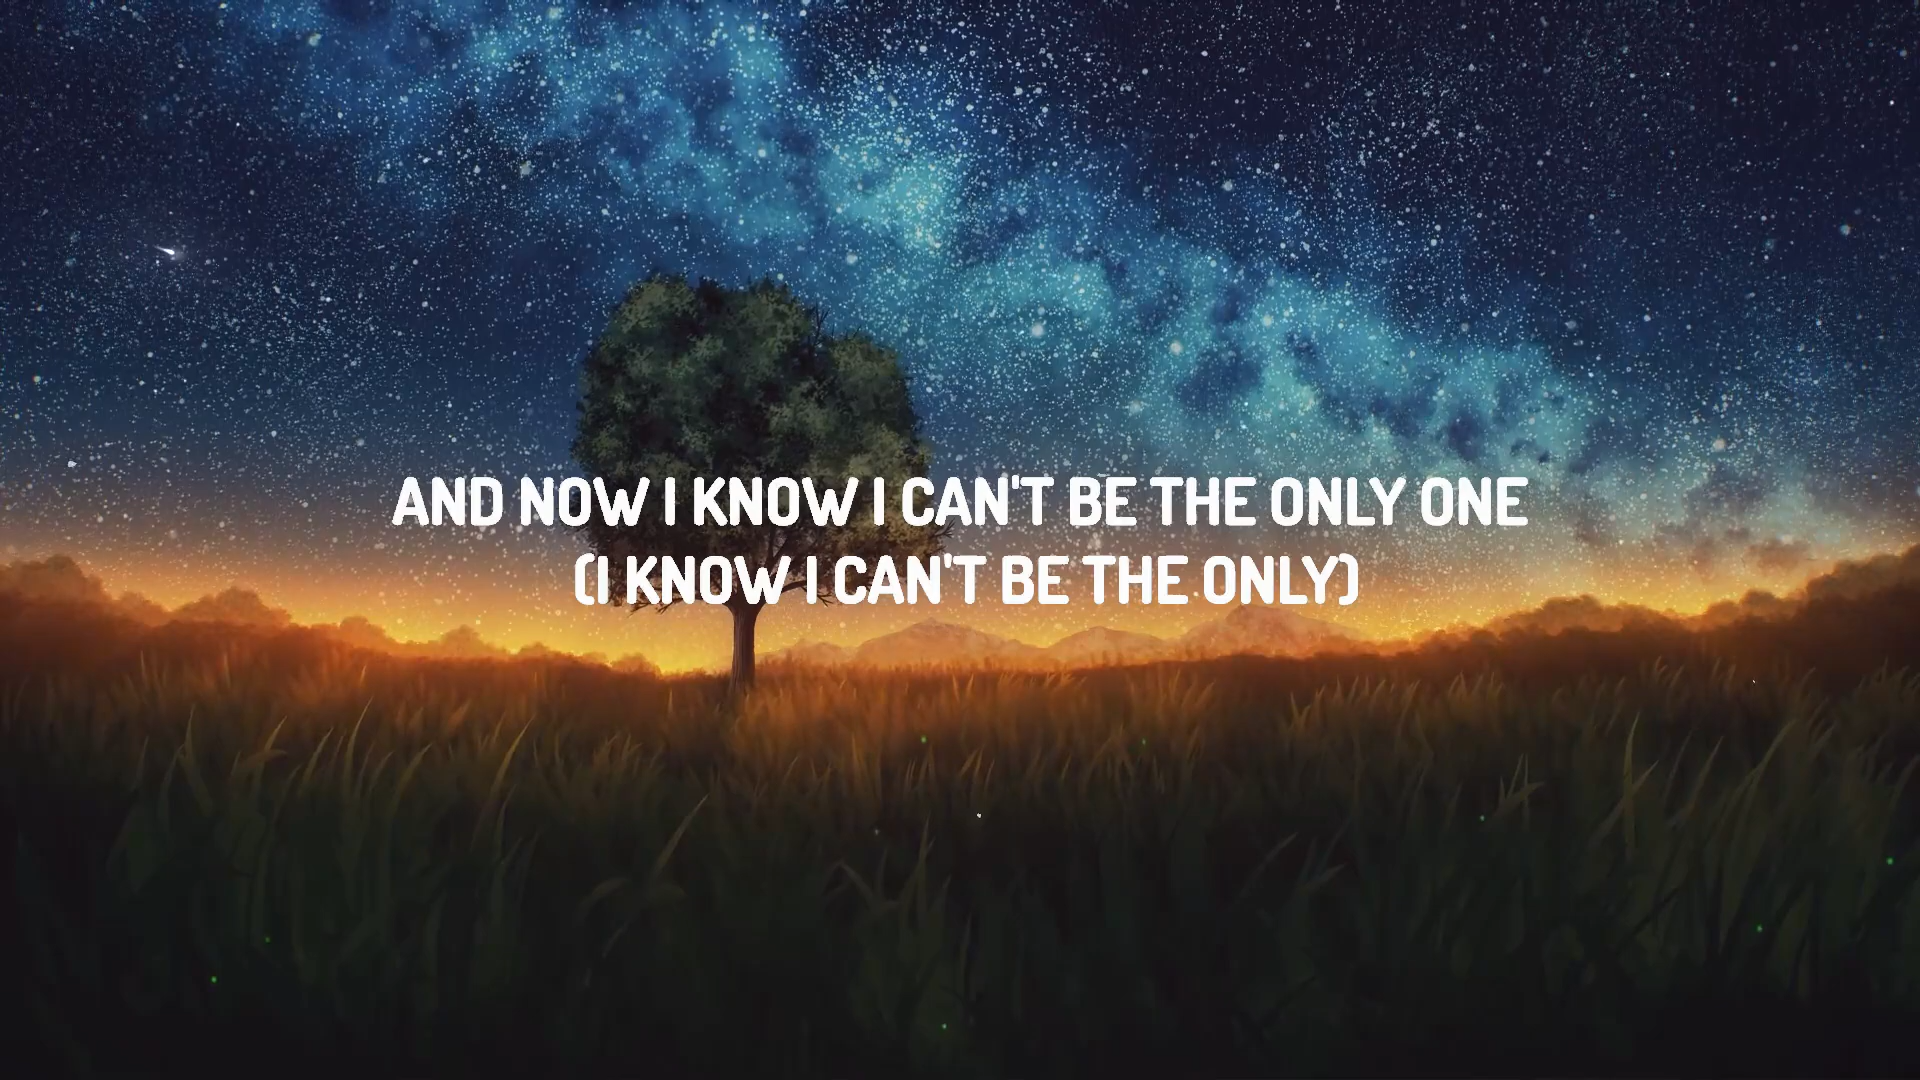 AND NOW I KNOW I CAN'T BE THE ONLY ONE
(I KNOW I CAN'T BE THE ONLY)